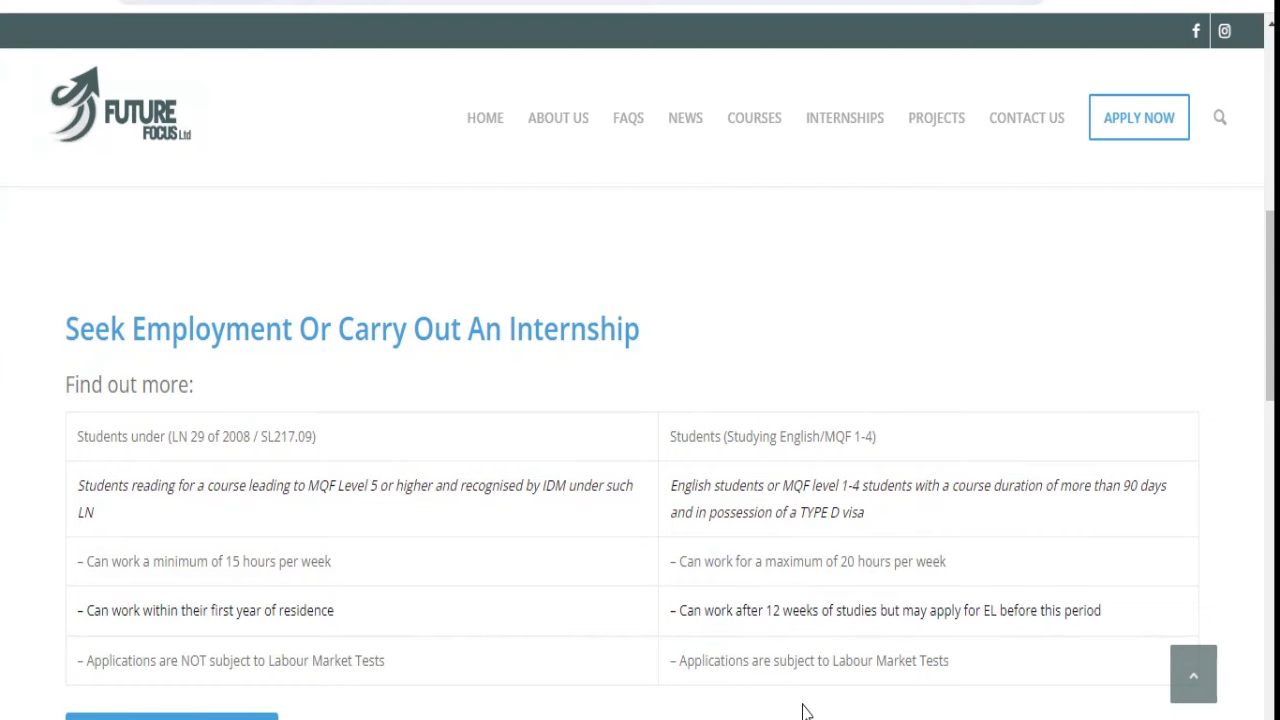 FUTURE
FOCUS Ltd
HOME ABOUT US FAQS NEWS COURSES INTERNSHIPS PROJECTS CONTACT US APPLY NOW
Seek Employment Or Carry Out An Internship
Find out more:
Students under (LN 29 of 2008 / SL217.09)
Students (Studying English/MQF 1-4)
Students reading for a course leading to MQF Level 5 or higher and recognised by IDM under such
LN
English students or MQF level 1-4 students with a course duration of more than 90 days
and in possession of a TYPE D visa
– Can work a minimum of 15 hours per week
– Can work for a maximum of 20 hours per week
– Can work within their first year of residence
– Can work after 12 weeks of studies but may apply for EL before this period
– Applications are NOT subject to Labour Market Tests
– Applications are subject to Labour Market Tests